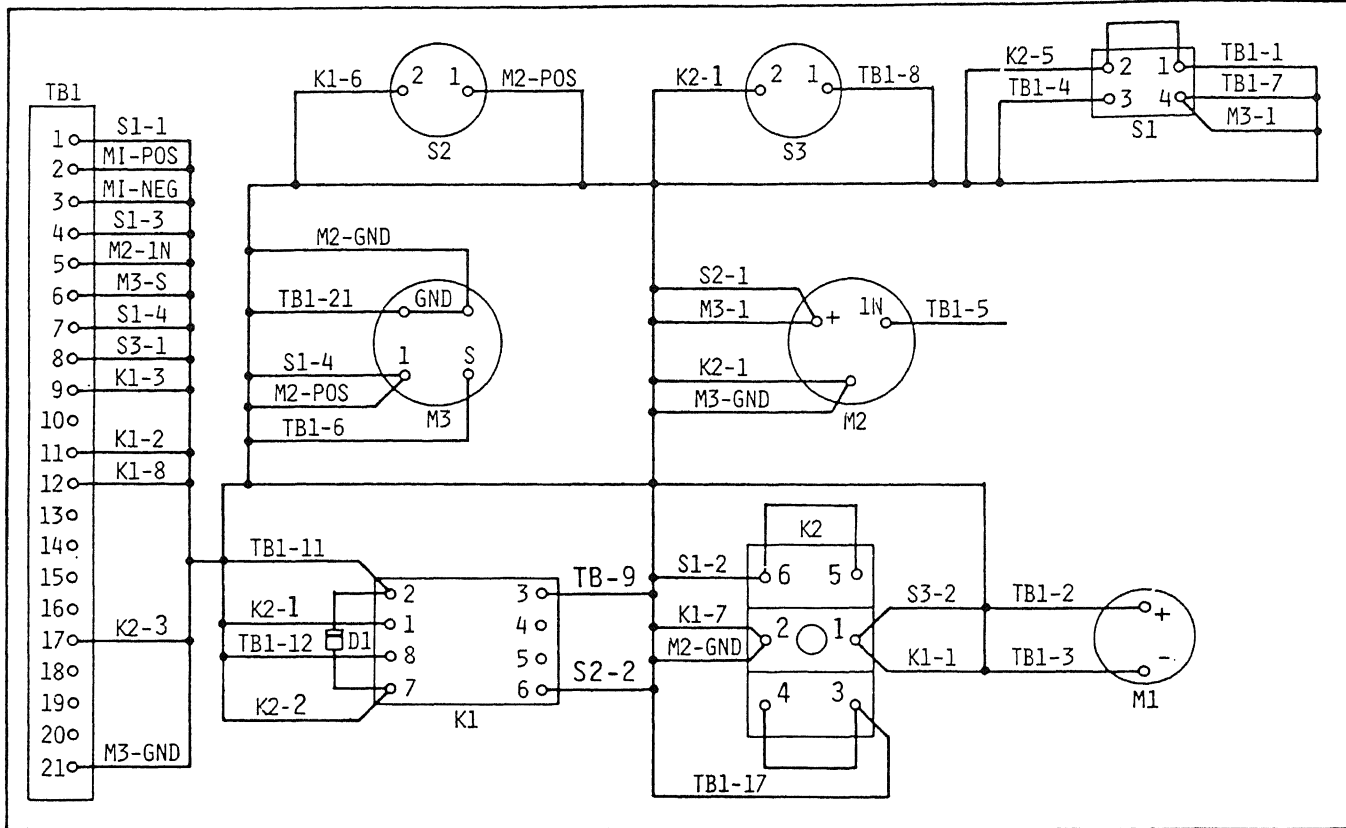 TB1
1 S1-1
2 MI-POS
3 MI-NEG
4 S1-3
5 M2-1N
6 M3-S
7 S1-4
8 S3-1
9 K1-3
10
11 K1-2
12 K1-8
13
14
15
16
17 K2-3
18
19
20
21 M3-GND
K1-6 2 1 M2-POS
S2
K2-1 2 1 TB1-8
S3
K2-5 2 1 TB1-1
TB1-4 3 4 TB1-7
M3-1
S1
M2-GND
TB1-21 GND
S1-4 1 S
M2-POS
M3
TB1-6
S2-1
M3-1 + 1N TB1-5
K2-1
M3-GND
M2
TB1-11 2 3 TB-9
K2-1 1 4
TB1-12 D1 8 5
K2-2 7 6 S2-2
K1
K2
S1-2 6 5
K1-7 2 1 S3-2
M2-GND K1-1
4 3
TB1-17
TB1-2 +
TB1-3 -
M1